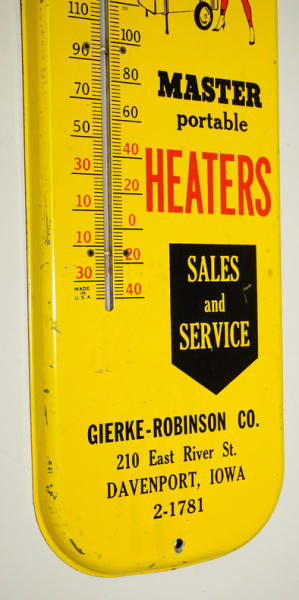 110
100
90
80
70
60
50
40
30
20
10
0
10
20
30
40
MADE
IN
U.S.A.
MASTER
portable
HEATERS
SALES
and
SERVICE
GIERKE-ROBINSON CO.
210 East River St.
DAVENPORT, IOWA
2-1781